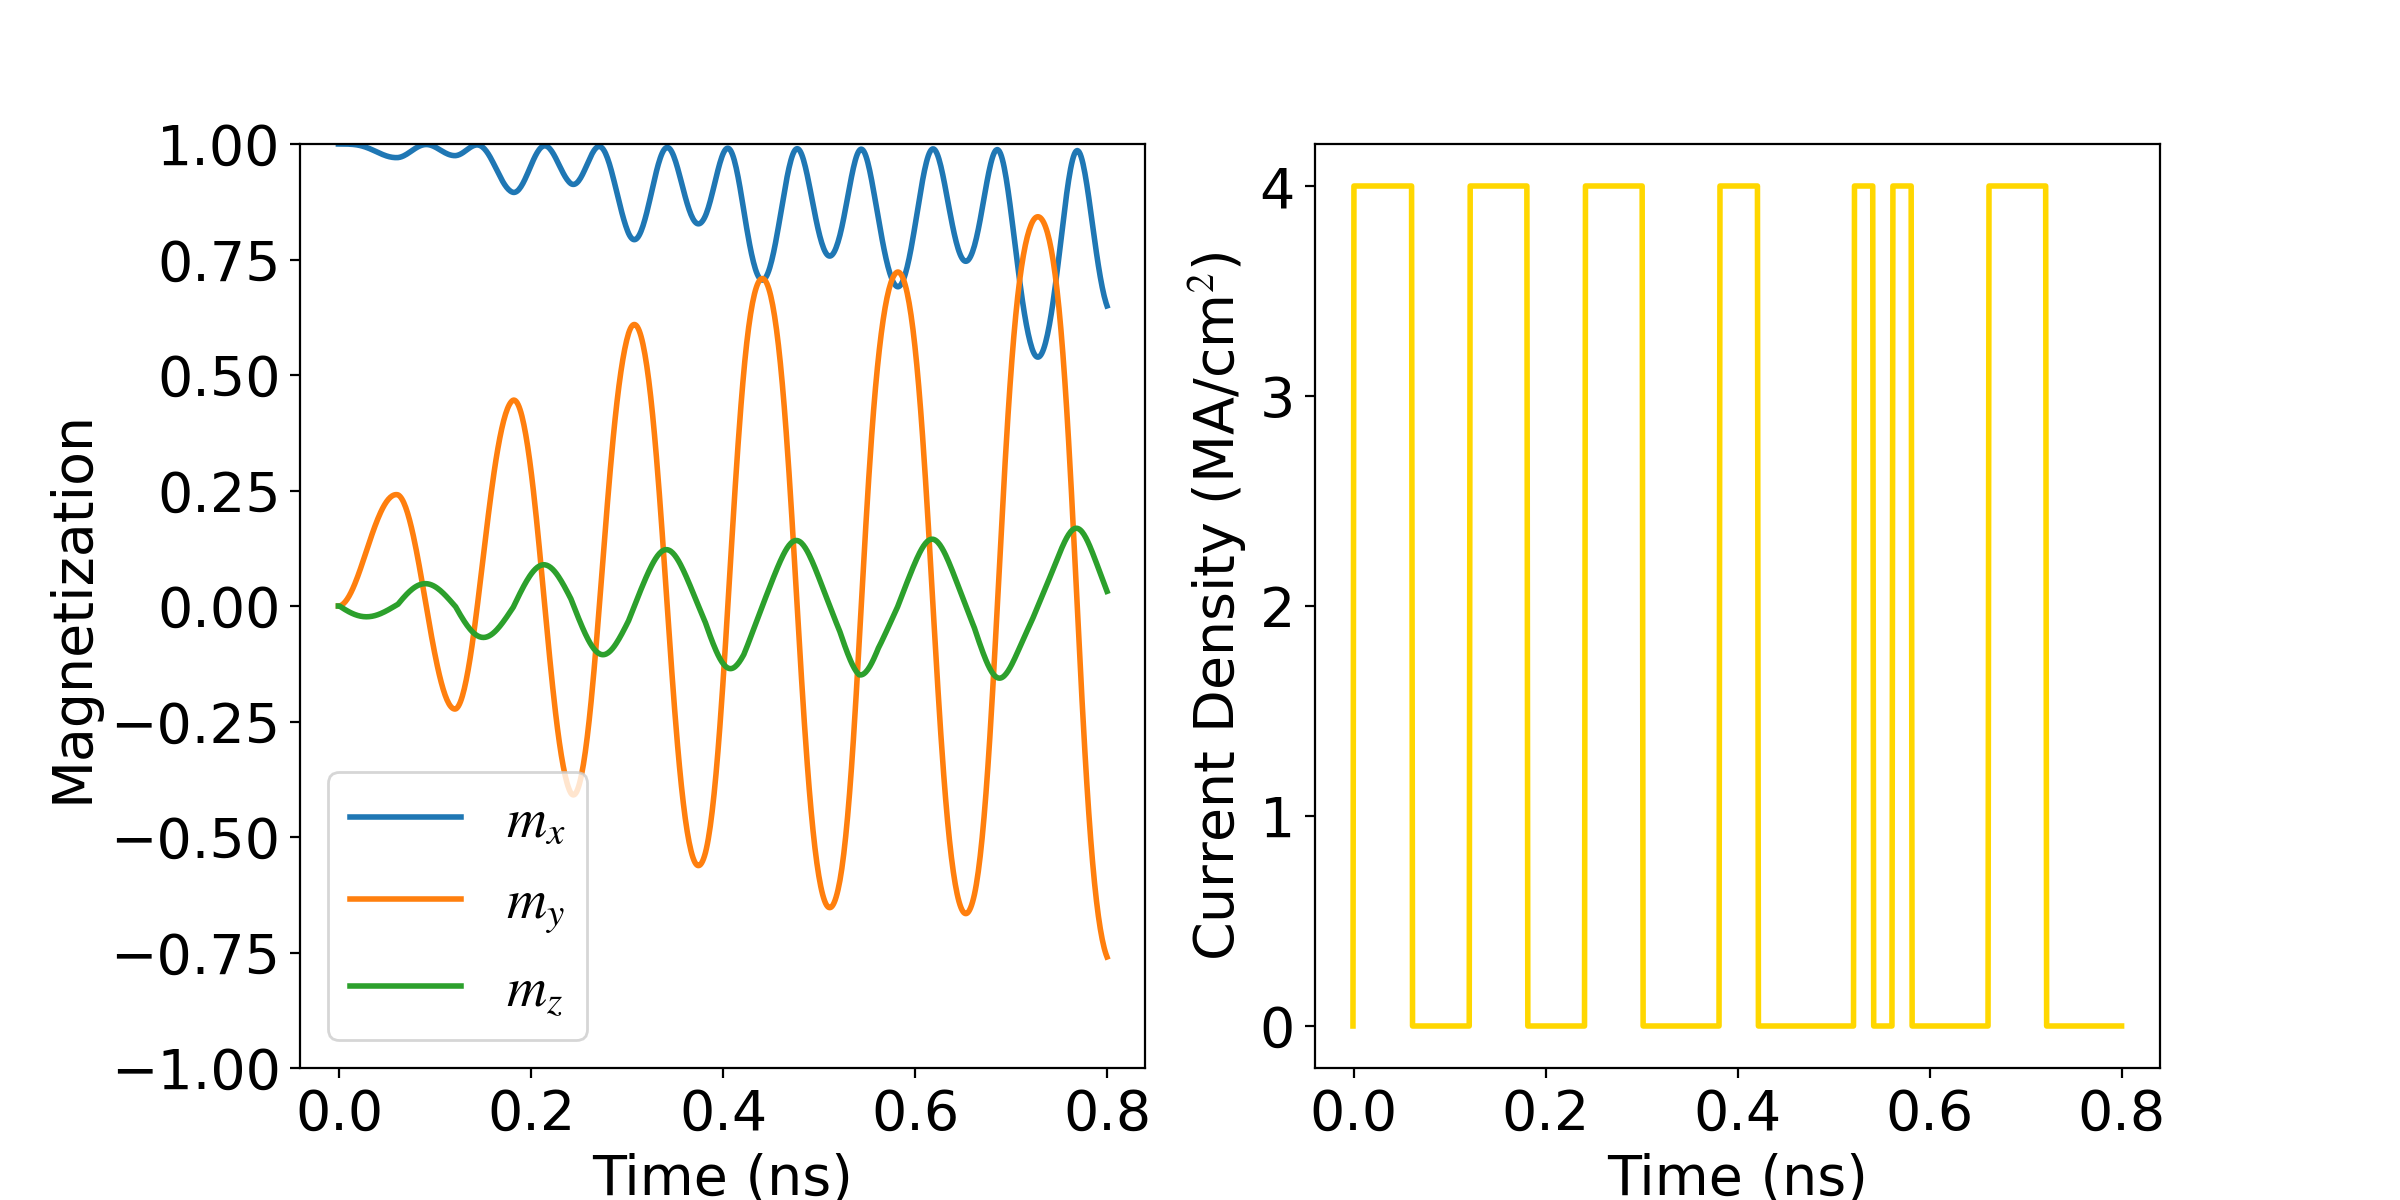 Magnetization
1.00
0.75
0.50
0.25
0.00
−0.25
−0.50
−0.75
−1.00
m_x
m_y
m_z
0.0 0.2 0.4 0.6 0.8
Time (ns)
Current Density (MA/cm²)
4
3
2
1
0
0.0 0.2 0.4 0.6 0.8
Time (ns)